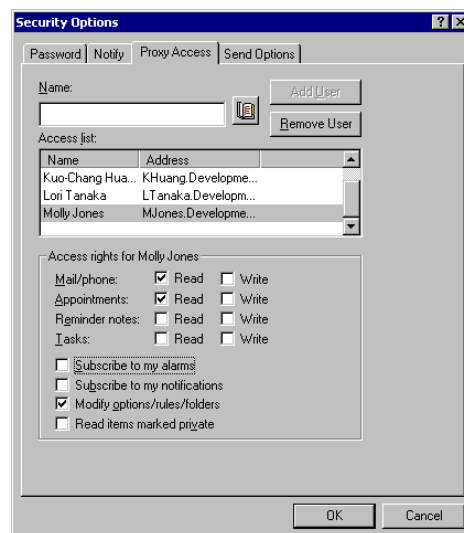 Security Options
Password Notify Proxy Access Send Options
Name:
Add User
Remove User
Access list:
Name Address
Kuo-Chang Hua... KHuang.Developme...
Lori Tanaka LTanaka.Developm...
Molly Jones MJones.Developme...
Access rights for Molly Jones
Mail/phone: Read Write
Appointments: Read Write
Reminder notes: Read Write
Tasks: Read Write
Subscribe to my alarms
Subscribe to my notifications
Modify options/rules/folders
Read items marked private
OK Cancel